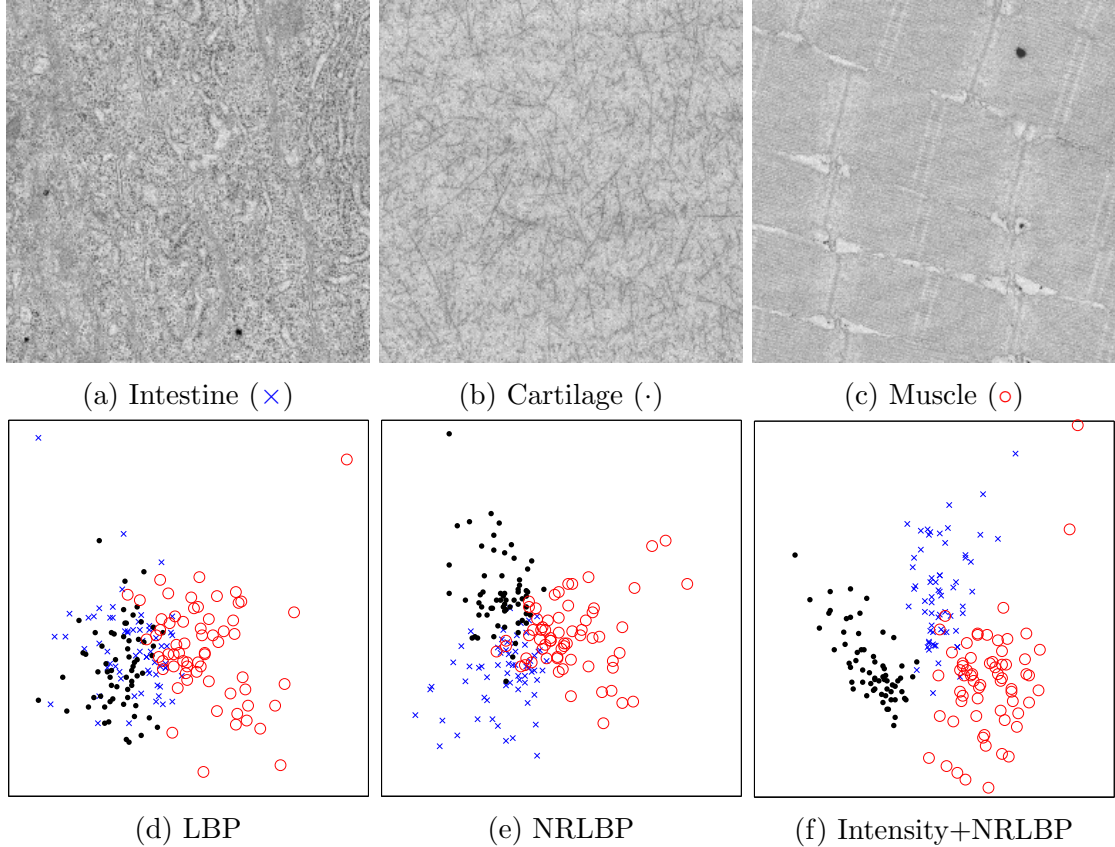 (a) Intestine (×)
(b) Cartilage (·)
(c) Muscle (○)
(d) LBP
(e) NRLBP
(f) Intensity+NRLBP